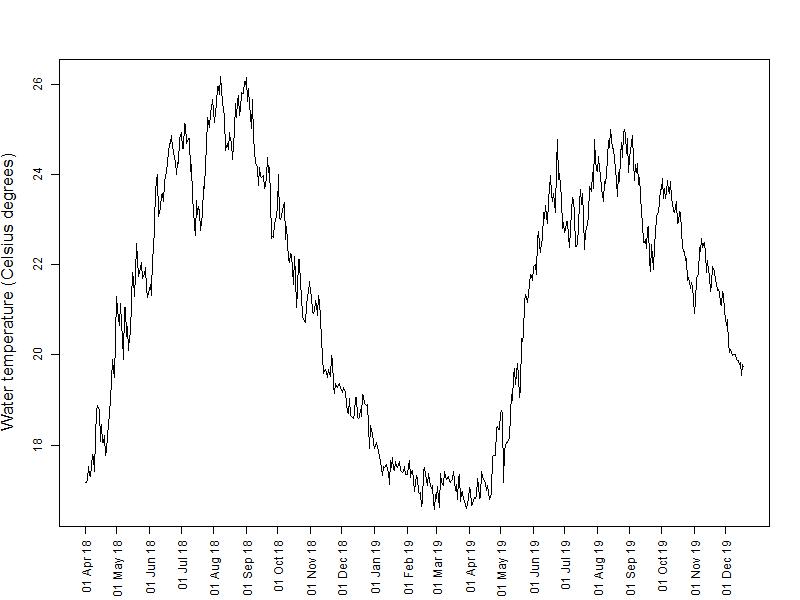 Water temperature (Celsius degrees)
26
24
22
20
18
01 Apr 18
01 May 18
01 Jun 18
01 Jul 18
01 Aug 18
01 Sep 18
01 Oct 18
01 Nov 18
01 Dec 18
01 Jan 19
01 Feb 19
01 Mar 19
01 Apr 19
01 May 19
01 Jun 19
01 Jul 19
01 Aug 19
01 Sep 19
01 Oct 19
01 Nov 19
01 Dec 19